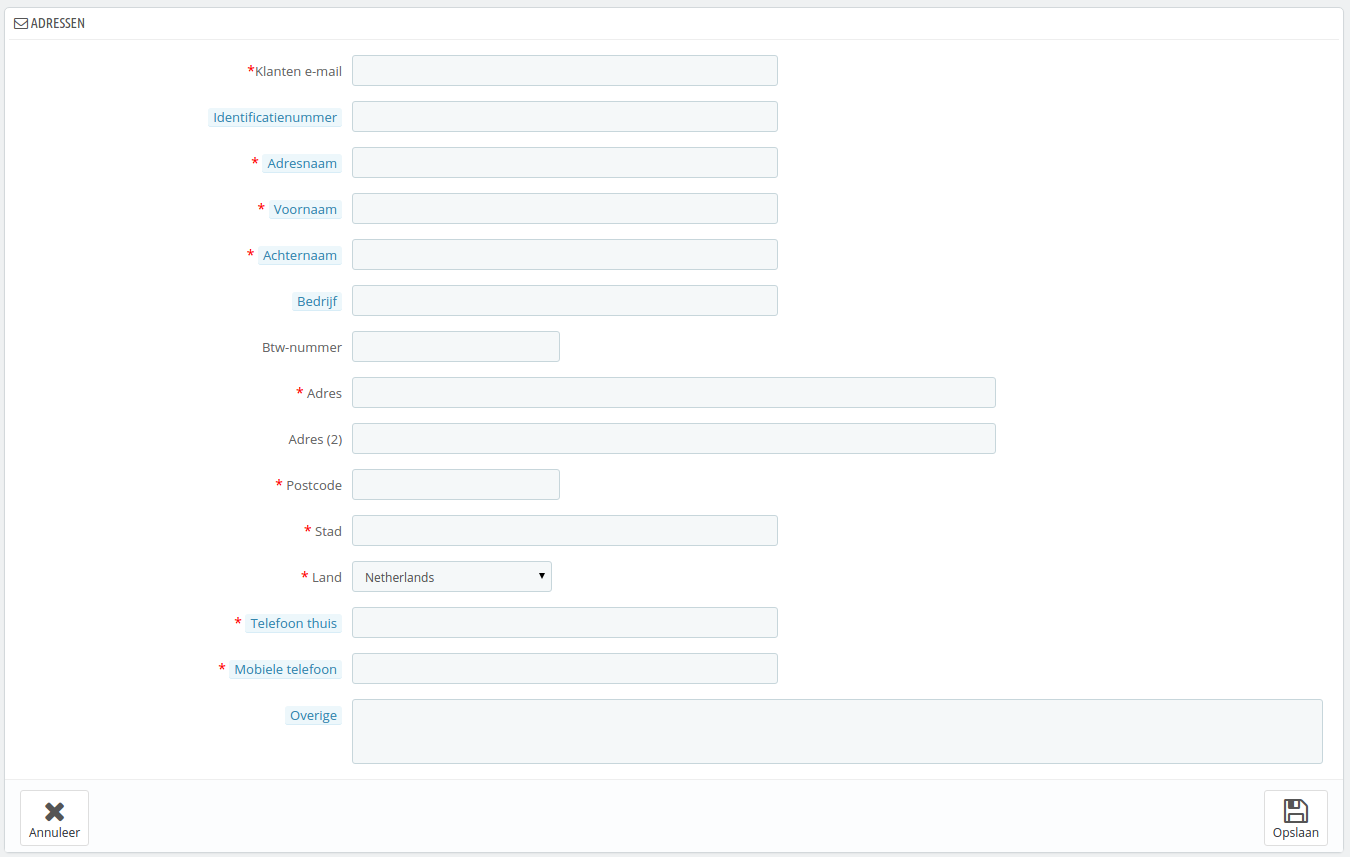 ADRESSEN
*Klanten e-mail
Identificatienummer
* Adresnaam
* Voornaam
* Achternaam
Bedrijf
Btw-nummer
* Adres
Adres (2)
* Postcode
* Stad
* Land Netherlands
* Telefoon thuis
* Mobiele telefoon
Overige
Annuleer
Opslaan